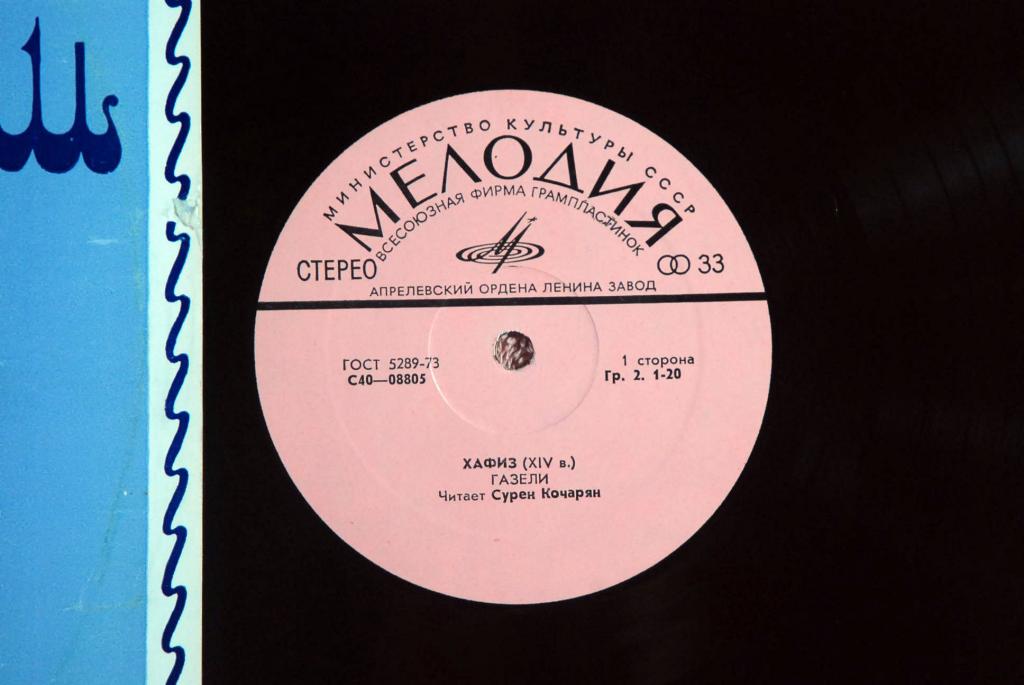 МИНИСТЕРСТВО КУЛЬТУРЫ СССР
МЕЛОДИЯ
ВСЕСОЮЗНАЯ ФИРМА ГРАМПЛАСТИНОК
СТЕРЕО
33
АПРЕЛЕВСКИЙ ОРДЕНА ЛЕНИНА ЗАВОД
ГОСТ 5289-73
С40—08805
1 сторона
Гр. 2. 1-20
ХАФИЗ (XIV в.)
ГАЗЕЛИ
Читает Сурен Кочарян